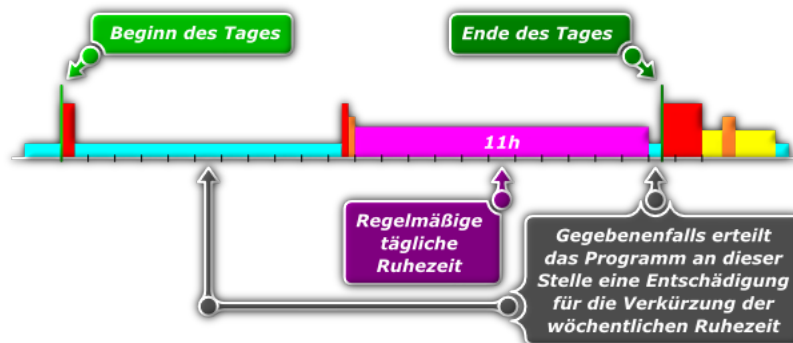 Beginn des Tages
Ende des Tages
11h
Regelmäßige
tägliche
Ruhezeit
Gegebenenfalls erteilt
das Programm an dieser
Stelle eine Entschädigung
für die Verkürzung der
wöchentlichen Ruhezeit